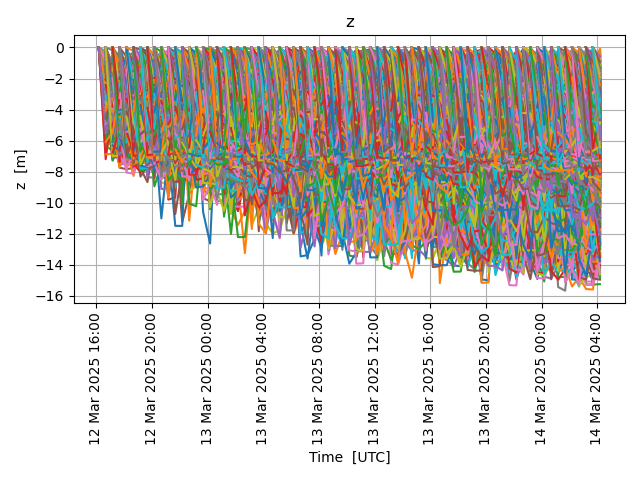 z
0
−2
−4
−6
−8
−10
−12
−14
−16
z [m]
12 Mar 2025 16:00
12 Mar 2025 20:00
13 Mar 2025 00:00
13 Mar 2025 04:00
13 Mar 2025 08:00
13 Mar 2025 12:00
13 Mar 2025 16:00
13 Mar 2025 20:00
14 Mar 2025 00:00
14 Mar 2025 04:00
Time [UTC]